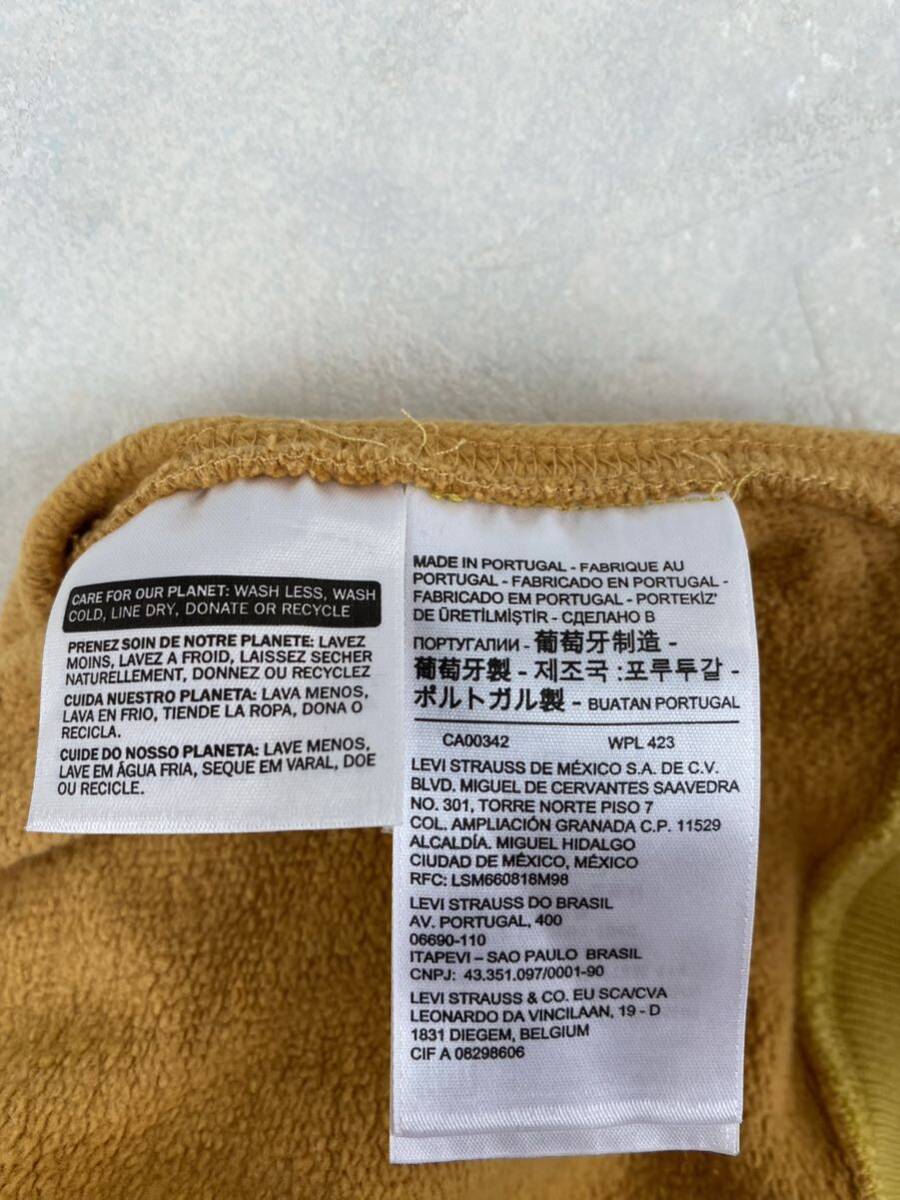 CARE FOR OUR PLANET: WASH LESS, WASH
COLD, LINE DRY, DONATE OR RECYCLE
PRENEZ SOIN DE NOTRE PLANETE: LAVEZ
MOINS, LAVEZ A FROID, LAISSEZ SECHER
NATURELLEMENT, DONNEZ OU RECYCLEZ
CUIDA NUESTRO PLANETA: LAVA MENOS,
LAVA EN FRIO, TIENDE LA ROPA, DONA O
RECICLA.
CUIDE DO NOSSO PLANETA: LAVE MENOS,
LAVE EM ÁGUA FRIA, SEQUE EM VARAL, DOE
OU RECICLE.
MADE IN PORTUGAL - FABRIQUE AU
PORTUGAL - FABRICADO EN PORTUGAL -
FABRICADO EM PORTUGAL - PORTEKİZ'
DE ÜRETİLMİŞTİR - СДЕЛАНО В
ПОРТУГАЛИИ - 葡萄牙制造 -
葡萄牙製 - 제조국 :포루투갈 -
ポルトガル製 - BUATAN PORTUGAL
CA00342 WPL 423
LEVI STRAUSS DE MÉXICO S.A. DE C.V.
BLVD. MIGUEL DE CERVANTES SAAVEDRA
NO. 301, TORRE NORTE PISO 7
COL. AMPLIACIÓN GRANADA C.P. 11529
ALCALDÍA. MIGUEL HIDALGO
CIUDAD DE MÉXICO, MÉXICO
RFC: LSM660818M98
LEVI STRAUSS DO BRASIL
AV. PORTUGAL, 400
06690-110
ITAPEVI – SAO PAULO BRASIL
CNPJ: 43.351.097/0001-90
LEVI STRAUSS & CO. EU SCA/CVA
LEONARDO DA VINCILAAN, 19 - D
1831 DIEGEM, BELGIUM
CIF A 08298606